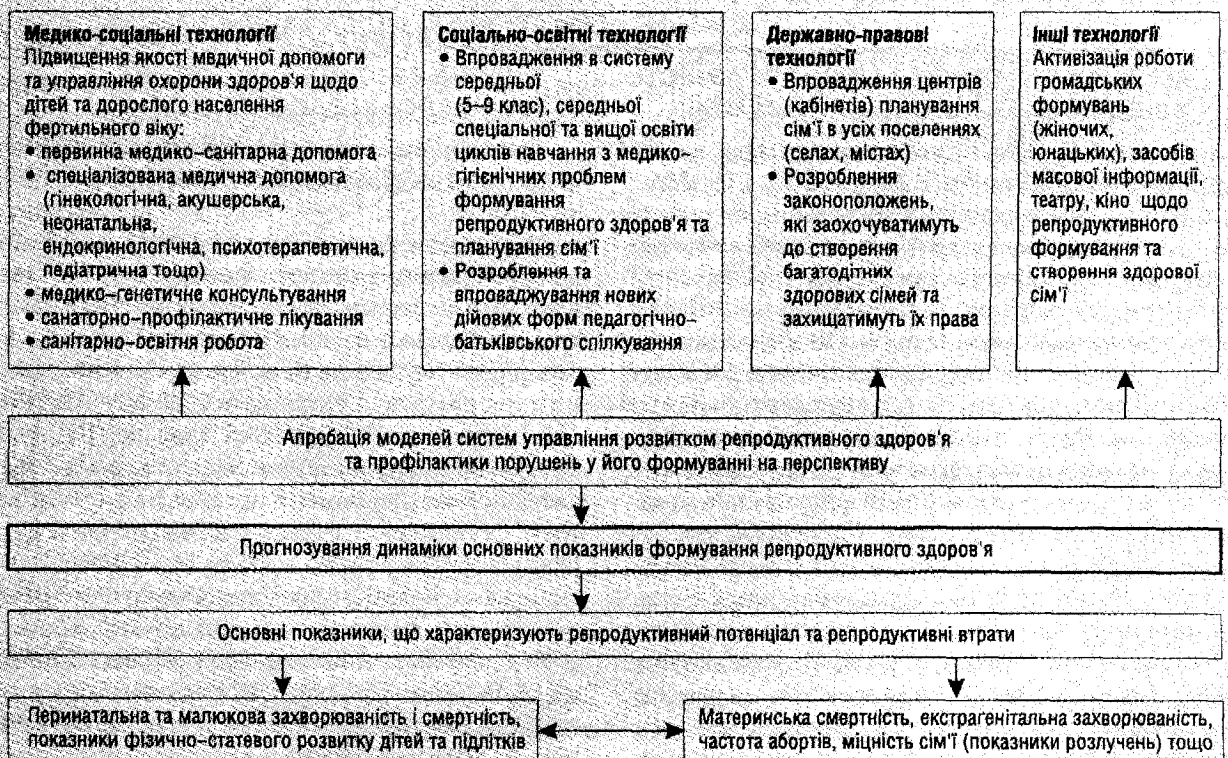 Медико-соціальні технології
Підвищення якості медичної допомоги
та управління охорони здоров'я щодо
дітей та дорослого населення
фертильного віку:
• первинна медико–санітарна допомога
• спеціалізована медична допомога
(гінекологічна, акушерська,
неонатальна,
ендокринологічна, психотерапевтична,
педіатрична тощо)
• медико–генетичне консультування
• санаторно–профілактичне лікування
• санітарно–освітня робота
Соціально-освітні технології
• Впровадження в систему
середньої
(5–9 клас), середньої
спеціальної та вищої освіти
циклів навчання з медико–
гігієнічних проблем
формування
репродуктивного здоров'я та
планування сім'ї
• Розроблення та
впроваджування нових
дійових форм педагогічно–
батьківського спілкування
Державно-правові
технології
• Впровадження центрів
(кабінетів) планування
сім'ї в усіх поселеннях
(селах, містах)
• Розроблення
законоположень,
які заохочуватимуть
до створення
багатодітних
здорових сімей та
захищатимуть їх права
Інші технології
Активізація роботи
громадських
формувань
(жіночих,
юнацьких), засобів
масової інформації,
театру, кіно щодо
репродуктивного
формування та
створення здорової
сім'ї
Апробація моделей систем управління розвитком репродуктивного здоров'я
та профілактики порушень у його формуванні на перспективу
Прогнозування динаміки основних показників формування репродуктивного здоров'я
Основні показники, що характеризують репродуктивний потенціал та репродуктивні втрати
Перинатальна та малюкова захворюваність і смертність,
показники фізично–статевого розвитку дітей та підлітків
Материнська смертність, екстрагенітальна захворюваність,
частота абортів, міцність сім'ї (показники розлучень) тощо